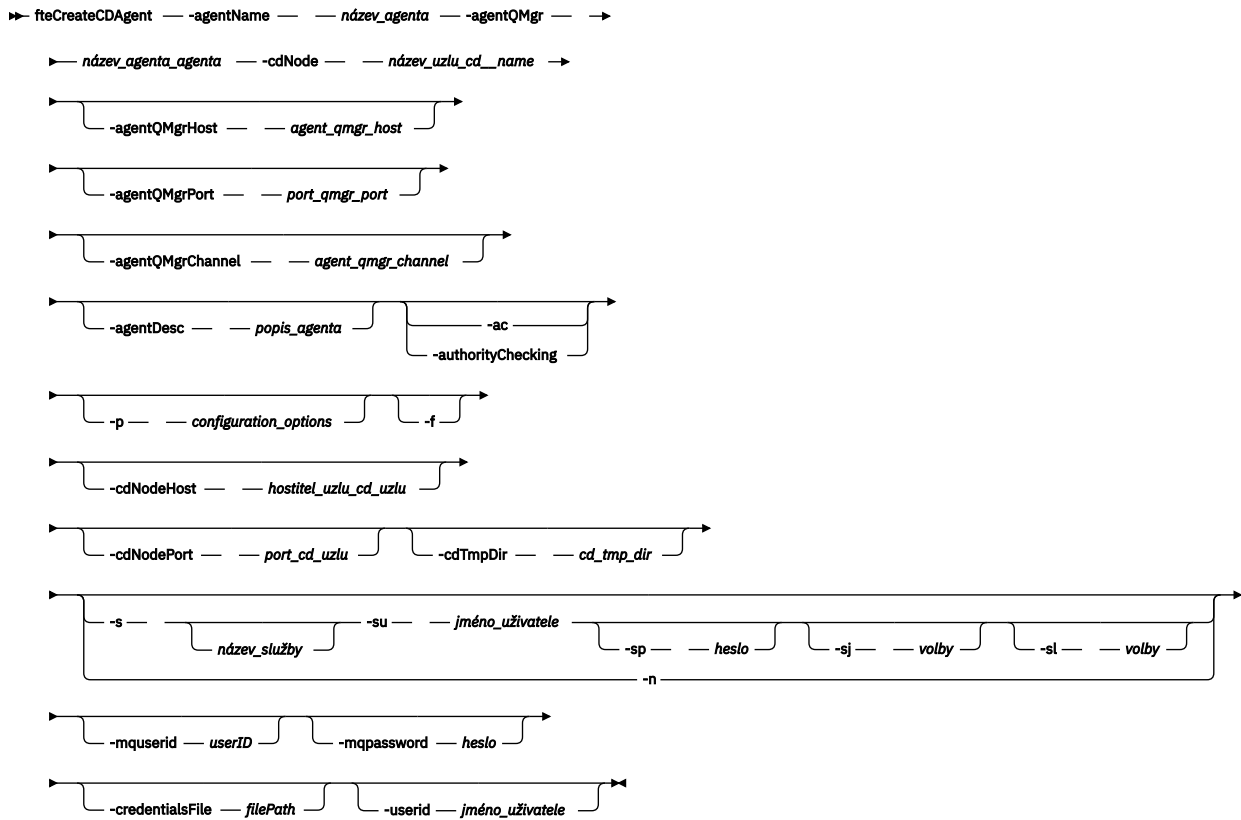 fteCreateCDAgent -agentName název_agenta -agentQMgr
název_agenta_agenta -cdNode název_uzlu_cd__name
-agentQMgrHost agent_qmgr_host
-agentQMgrPort port_qmgr_port
-agentQMgrChannel agent_qmgr_channel
-agentDesc popis_agenta -ac
-authorityChecking
-p configuration_options -f
-cdNodeHost hostitel_uzlu_cd_uzlu
-cdNodePort port_cd_uzlu -cdTmpDir cd_tmp_dir
-s název_služby -su jméno_uživatele -sp heslo -sj volby -sl volby
-n
-mquserid userID -mqpassword heslo
-credentialsFile filePath -userid jméno_uživatele